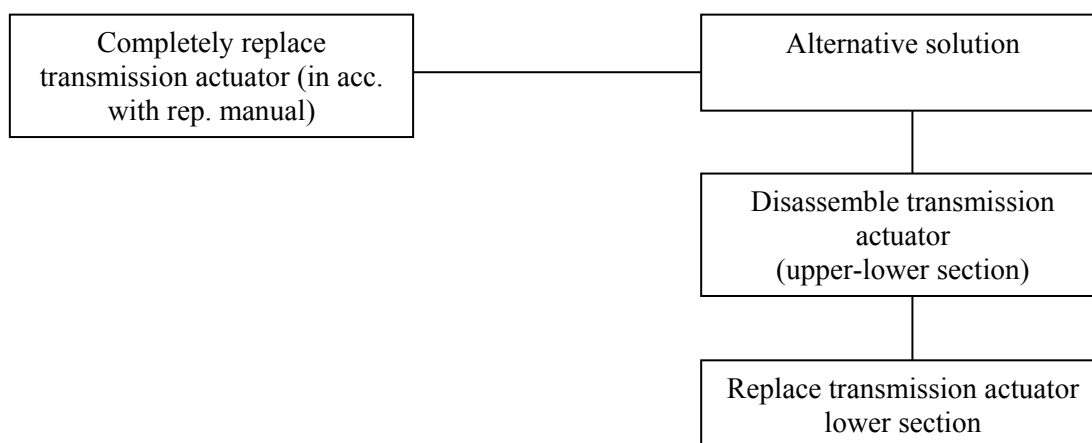 Completely replace
transmission actuator (in acc.
with rep. manual)
Alternative solution
Disassemble transmission
actuator
(upper-lower section)
Replace transmission actuator
lower section